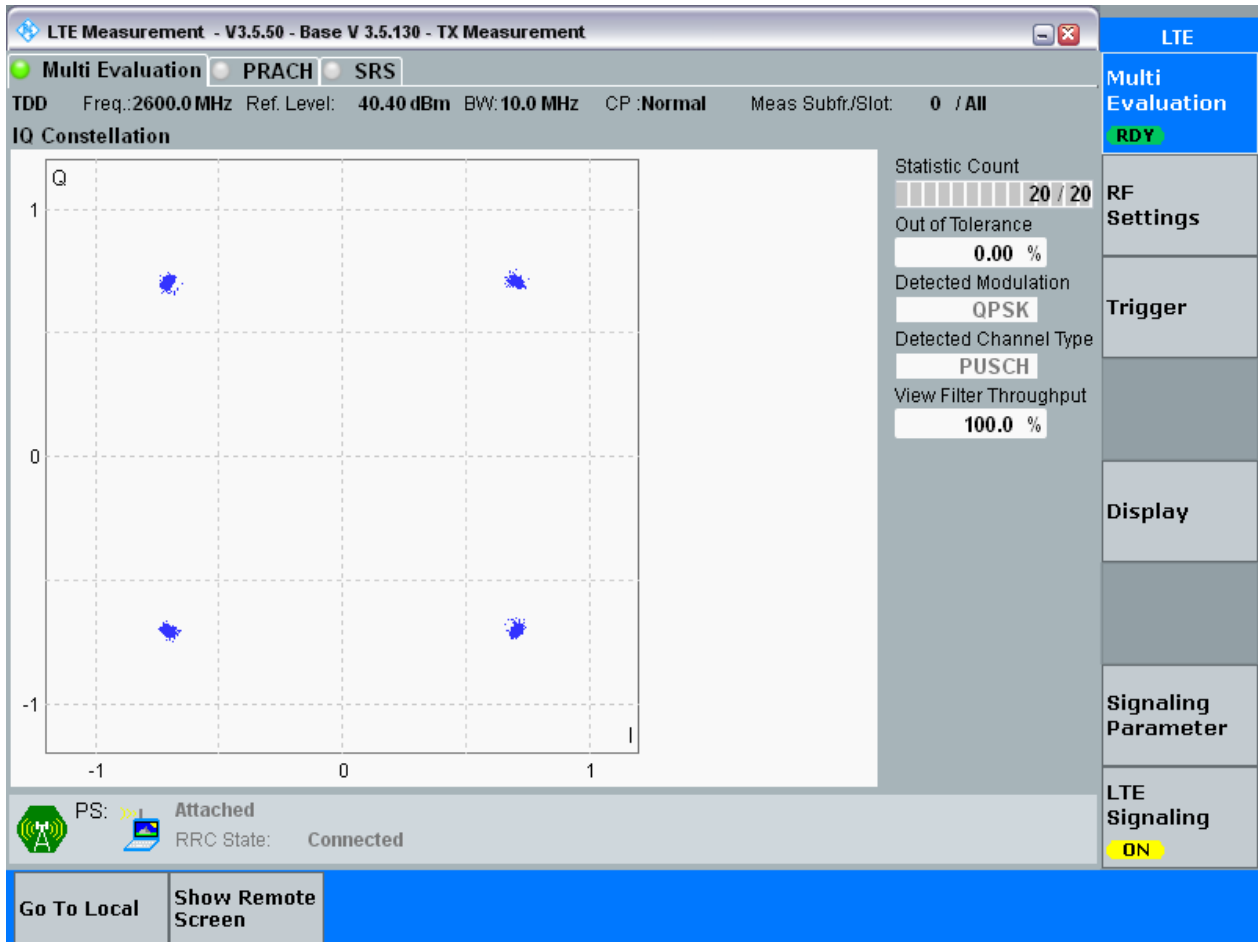 LTE Measurement - V3.5.50 - Base V 3.5.130 - TX Measurement
Multi Evaluation PRACH SRS
TDD Freq.:2600.0 MHz Ref. Level: 40.40 dBm BW:10.0 MHz CP :Normal Meas Subfr./Slot: 0 / All
IQ Constellation
Q
1
0
-1
I
-1 0 1
Statistic Count
20 / 20
Out of Tolerance
0.00 %
Detected Modulation
QPSK
Detected Channel Type
PUSCH
View Filter Throughput
100.0 %
PS: Attached
RRC State: Connected
LTE
Multi
Evaluation
RDY
RF
Settings
Trigger
Display
Signaling
Parameter
LTE
Signaling
ON
Go To Local
Show Remote
Screen